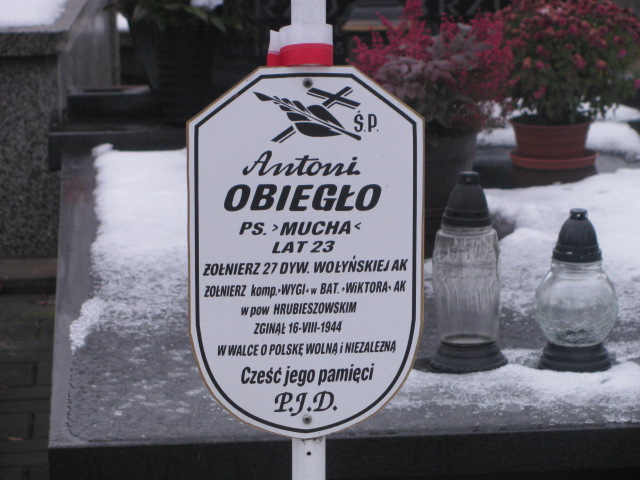 Ś.P.
Antoni
OBIEGŁO
PS. >MUCHA<
LAT 23
ŻOŁNIERZ 27 DYW. WOŁYŃSKIEJ AK
ŻOŁNIERZ komp. >WYGI< w BAT. >WiKTORA< AK
w pow HRUBIESZOWSKIM
ZGINĄŁ 16-VIII-1944
W WALCE O POLSKĘ WOLNĄ i NIEZALEŻNĄ
Cześć jego pamięci
P.J.D.